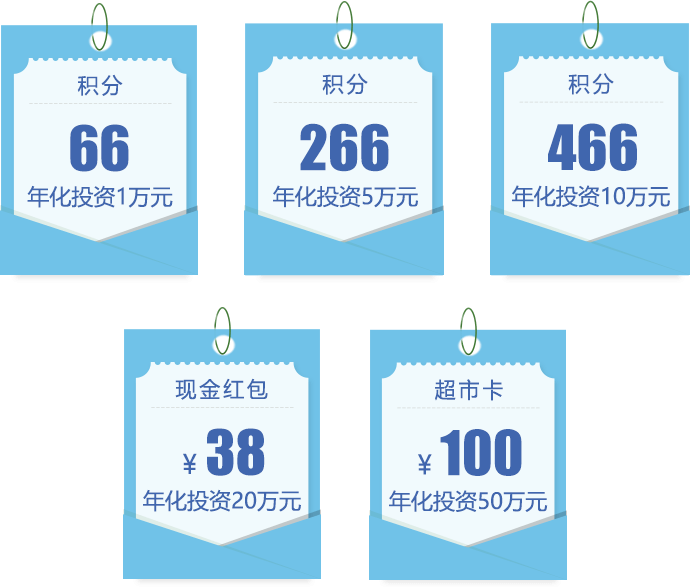 积分
66
年化投资1万元
积分
266
年化投资5万元
积分
466
年化投资10万元
现金红包
¥ 38
年化投资20万元
超市卡
¥ 100
年化投资50万元